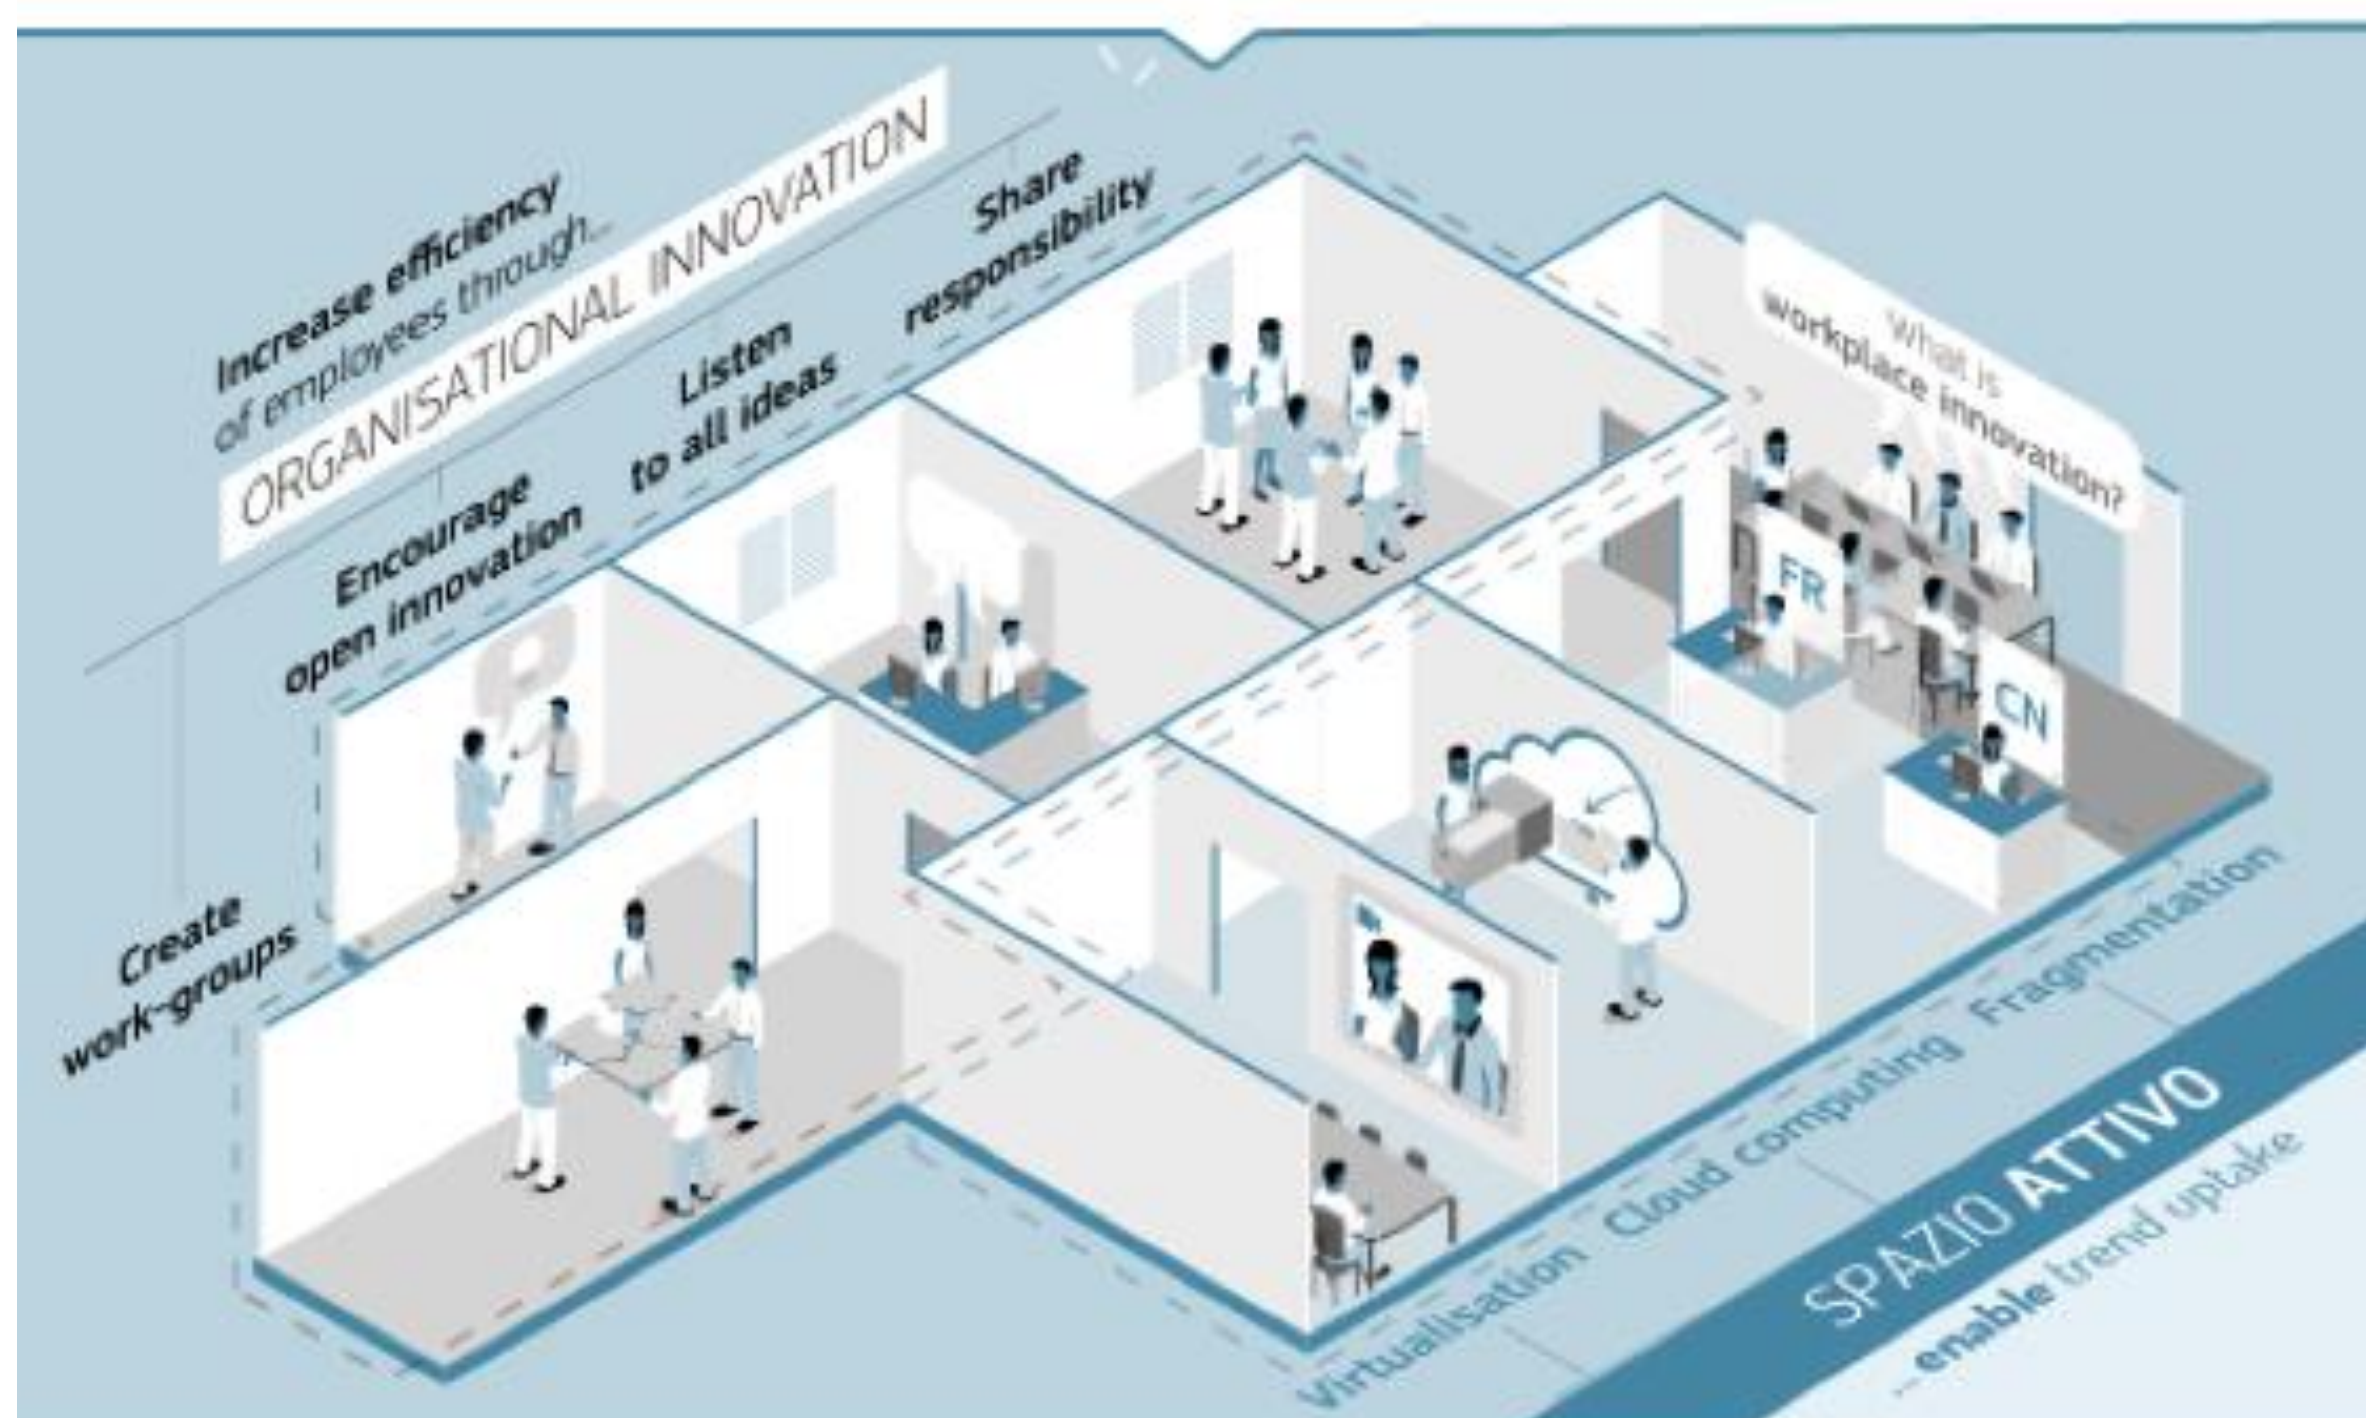 Increase efficiency
of employees through...
ORGANISATIONAL INNOVATION
Share
responsibility
Listen
to all ideas
Encourage
open innovation
Create
work-groups
What is
workplace innovation?
FR
CN
Virtualisation Cloud computing Fragmentation
SPAZIO ATTIVO
...enable trend uptake